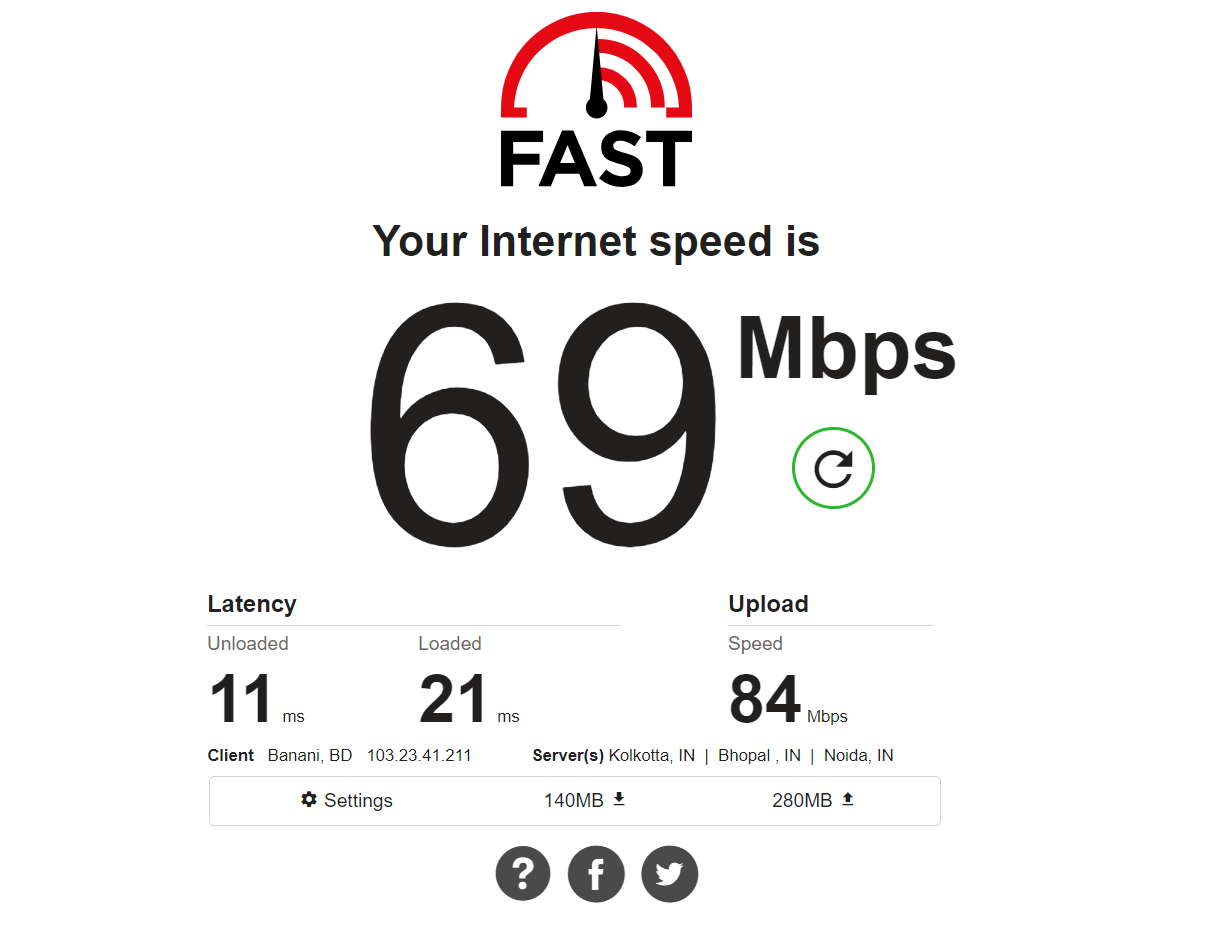 FAST
Your Internet speed is
69 Mbps
Latency Upload
Unloaded Loaded Speed
11 ms 21 ms 84 Mbps
Client Banani, BD 103.23.41.211 Server(s) Kolkotta, IN | Bhopal , IN | Noida, IN
Settings 140MB 280MB
? f